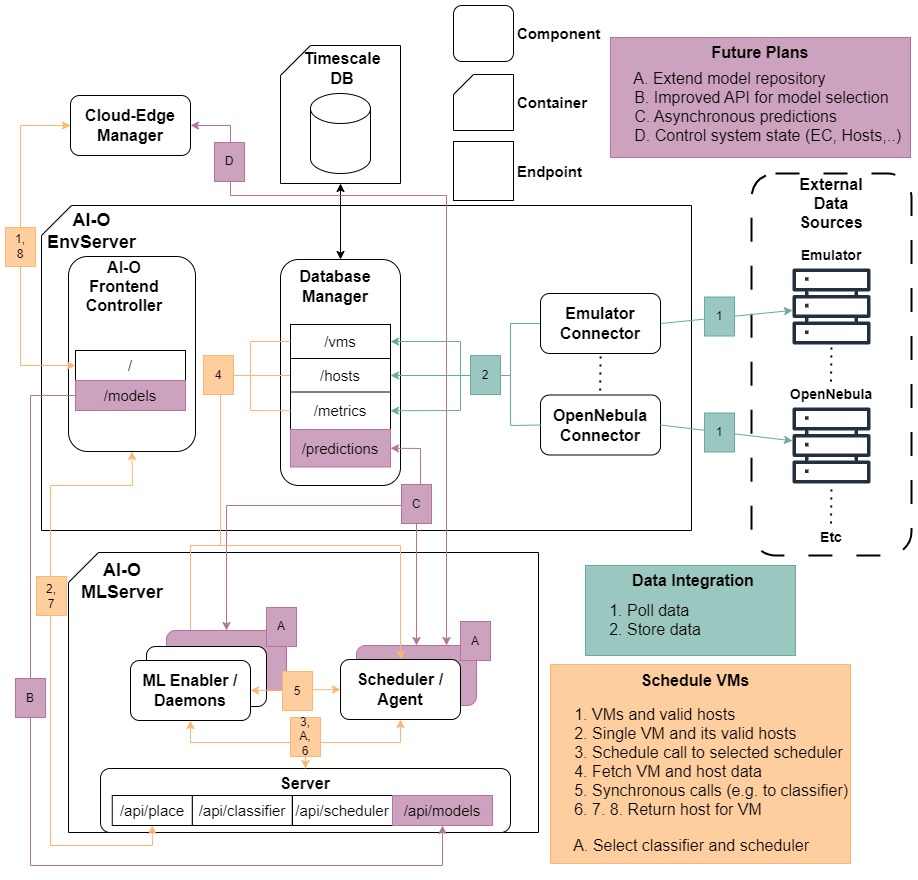 Component
Container
Endpoint
Future Plans
A. Extend model repository
B. Improved API for model selection
C. Asynchronous predictions
D. Control system state (EC, Hosts,..)
Timescale
DB
Cloud-Edge
Manager
D
1,
8
AI-O
EnvServer
AI-O
Frontend
Controller
/
/models
Database
Manager
/vms
/hosts
/metrics
/predictions
4
2
Emulator
Connector
OpenNebula
Connector
1
1
External
Data
Sources
Emulator
OpenNebula
Etc
C
2,
7
B
AI-O
MLServer
A
A
ML Enabler /
Daemons
5
Scheduler /
Agent
3,
A,
6
Server
/api/place
/api/classifier
/api/scheduler
/api/models
Data Integration
1. Poll data
2. Store data
Schedule VMs
1. VMs and valid hosts
2. Single VM and its valid hosts
3. Schedule call to selected scheduler
4. Fetch VM and host data
5. Synchronous calls (e.g. to classifier)
6. 7. 8. Return host for VM
A. Select classifier and scheduler